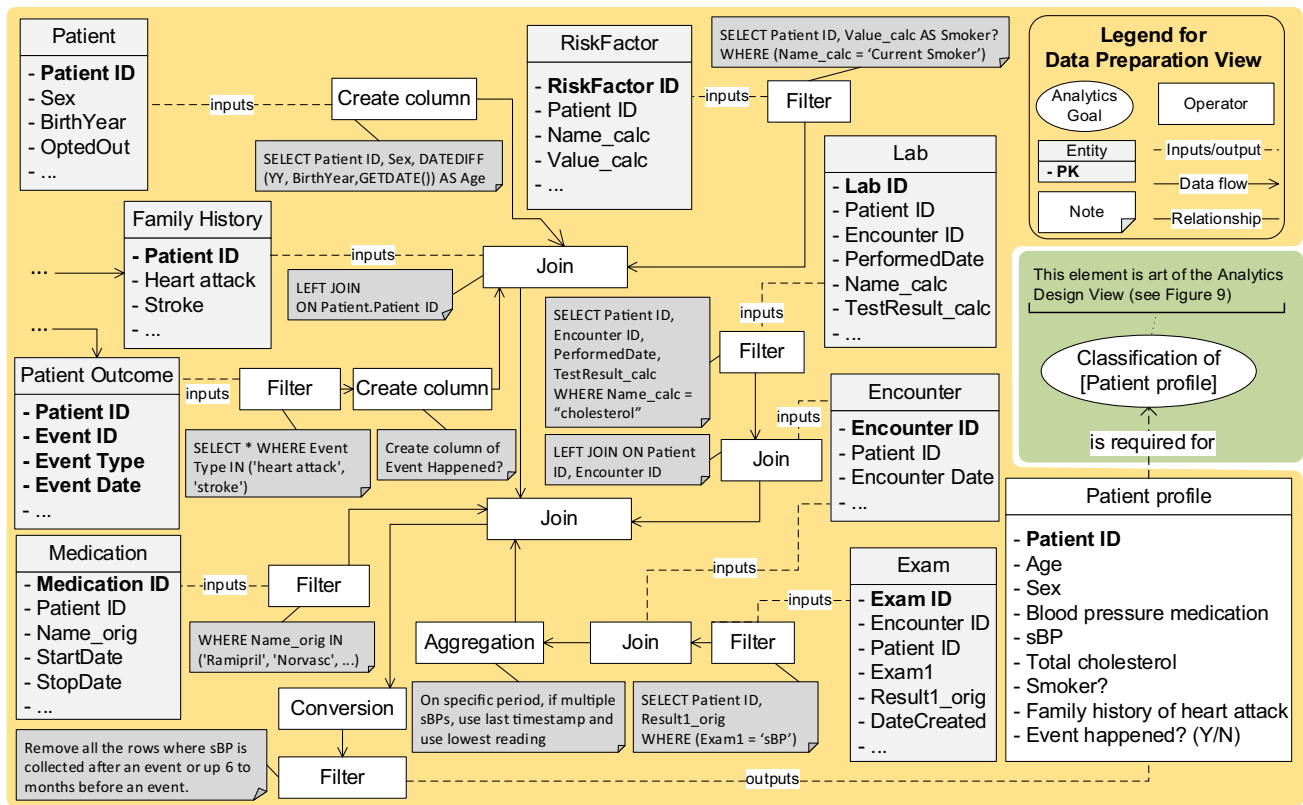 Patient
- Patient ID
- Sex
- BirthYear
- OptedOut
- ...
inputs
Create column
SELECT Patient ID, Sex, DATEDIFF
(YY, BirthYear,GETDATE()) AS Age
RiskFactor
- RiskFactor ID
- Patient ID
- Name_calc
- Value_calc
- ...
inputs
Filter
SELECT Patient ID, Value_calc AS Smoker?
WHERE (Name_calc = ‘Current Smoker’)
Legend for
Data Preparation View
Analytics
Goal
Operator
Entity
- PK
Inputs/output
Data flow
Note
Relationship
Lab
- Lab ID
- Patient ID
- Encounter ID
- PerformedDate
- Name_calc
- TestResult_calc
- ...
Family History
- Patient ID
- Heart attack
- Stroke
- ...
...
inputs
Join
LEFT JOIN
ON Patient.Patient ID
SELECT Patient ID,
Encounter ID,
PerformedDate,
TestResult_calc
WHERE Name_calc =
“cholesterol”
inputs
Filter
This element is art of the Analytics
Design View (see Figure 9)
Classification of
[Patient profile]
is required for
...
Patient Outcome
- Patient ID
- Event ID
- Event Type
- Event Date
- ...
inputs
Filter
Create column
SELECT * WHERE Event
Type IN ('heart attack',
'stroke')
Create column of
Event Happened?
LEFT JOIN ON Patient
ID, Encounter ID
Join
inputs
Encounter
- Encounter ID
- Patient ID
- Encounter Date
- ...
Join
Medication
- Medication ID
- Patient ID
- Name_orig
- StartDate
- StopDate
- ...
inputs
Filter
WHERE Name_orig IN
('Ramipril', 'Norvasc', ...)
Aggregation
Join
Filter
inputs
inputs
Exam
- Exam ID
- Encounter ID
- Patient ID
- Exam1
- Result1_orig
- DateCreated
- ...
On specific period, if multiple
sBPs, use last timestamp and
use lowest reading
SELECT Patient ID,
Result1_orig
WHERE (Exam1 = ‘sBP’)
Patient profile
- Patient ID
- Age
- Sex
- Blood pressure medication
- sBP
- Total cholesterol
- Smoker?
- Family history of heart attack
- Event happened? (Y/N)
Conversion
Remove all the rows where sBP is
collected after an event or up 6 to
months before an event.
Filter
outputs